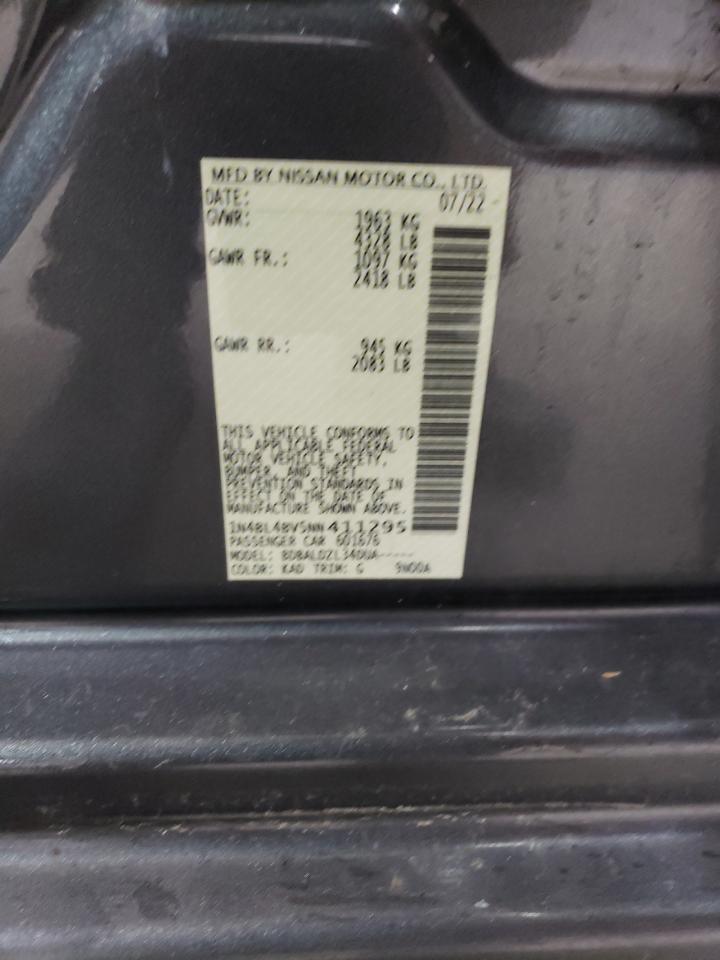 MFD BY NISSAN MOTOR CO., LTD.
DATE: 07/22
GVWR: 1963 KG
4328 LB
GAWR FR.: 1097 KG
2418 LB
GAWR RR.: 945 KG
2083 LB
THIS VEHICLE CONFORMS TO
ALL APPLICABLE FEDERAL
MOTOR VEHICLE SAFETY,
BUMPER, AND THEFT
PREVENTION STANDARDS IN
EFFECT ON THE DATE OF
MANUFACTURE SHOWN ABOVE.
1N4BL4BV5NN411295
PASSENGER CAR 601676
MODEL: BDBALDZL34DUA-----
COLOR: KAD TRIM: G 9W00A